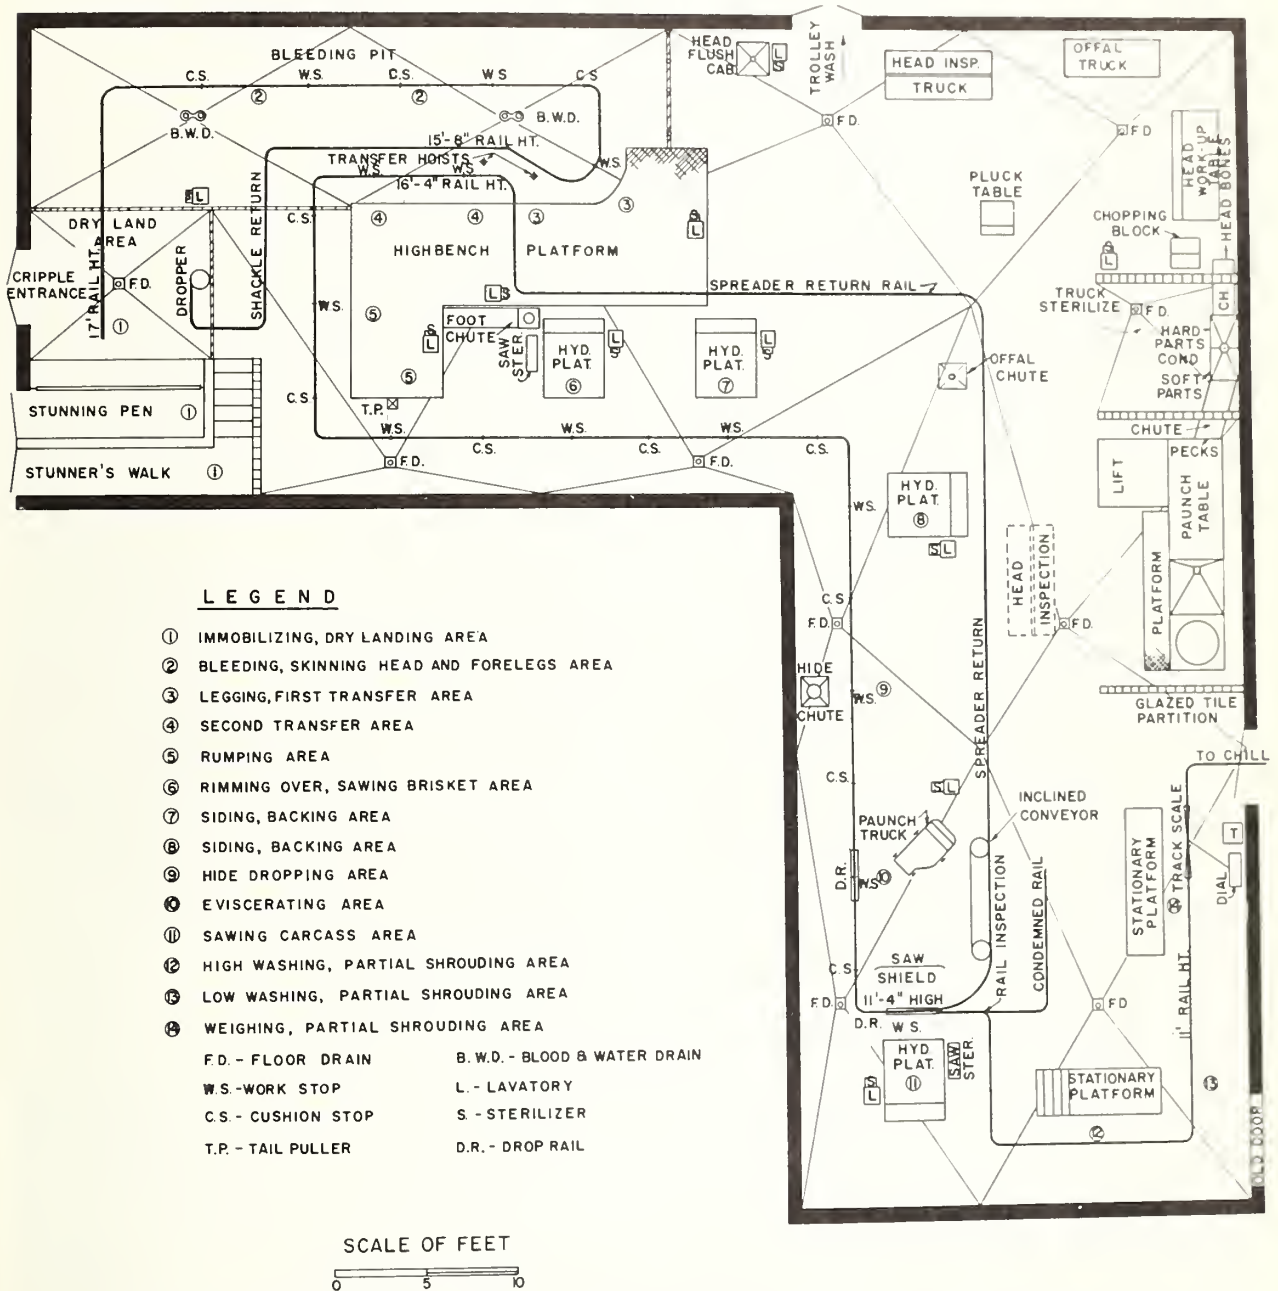 BLEEDING PIT
C.S.
W.S.
C.S.
W.S
C.S
②
②
B.W.D.
B.W.D.
15'-8" RAIL HT.
TRANSFER HOISTS
W.S.
W.S.
W.S.
16'-4" RAIL HT.
HEAD
FLUSH
CAB.
L
S
TROLLEY
WASH
HEAD INSP.
TRUCK
OFFAL
TRUCK
F.D.
F.D
HEAD
WORK-UP
TABLE
HEAD BONES
PLUCK
TABLE
CHOPPING
BLOCK
S
L
S L
DRY LAND
AREA
CRIPPLE
ENTRANCE
17' RAIL HT.
F.D.
①
DROPPER
SHACKLE RETURN
C.S.
④
④
③
③
S
L
HIGHBENCH PLATFORM
L S
SPREADER RETURN RAIL
W.S.
⑤
FOOT
CHUTE
S
L
SAW
STER.
HYD.
PLAT.
⑥
L
S
HYD.
PLAT.
⑦
L
S
OFFAL
CHUTE
TRUCK
STERILIZE
F.D.
CH
HARD-
PARTS
COND
SOFT
PARTS
STUNNING PEN ①
STUNNER'S WALK ①
C.S.
⑤
T.P.
W.S.
C.S.
W.S.
C.S.
W.S.
C.S.
F.D.
F.D.
CHUTE
PECKS
LIFT
PAUNCH
TABLE
PLATFORM
HYD.
PLAT.
⑧
S L
W.S.
HEAD
INSPECTION
F.D.
C.S
F.D.
HIDE
CHUTE
W.S. ⑨
SPREADER RETURN
GLAZED TILE
PARTITION
TO CHILL
C.S.
S L
PAUNCH
TRUCK
INCLINED
CONVEYOR
D.R.
W.S ⑩
RAIL INSPECTION
CONDEMNED RAIL
STATIONARY
PLATFORM
⑭ TRACK SCALE
T
DIAL
C.S.
SAW
SHIELD
11'-4" HIGH
F.D.
D.R. W S.
F D
11' RAIL HT.
HYD
PLAT.
⑪
SAW
STER.
S
L
STATIONARY
PLATFORM
⑫
⑬
OLD DOOR
LEGEND
① IMMOBILIZING, DRY LANDING AREA
② BLEEDING, SKINNING HEAD AND FORELEGS AREA
③ LEGGING, FIRST TRANSFER AREA
④ SECOND TRANSFER AREA
⑤ RUMPING AREA
⑥ RIMMING OVER, SAWING BRISKET AREA
⑦ SIDING, BACKING AREA
⑧ SIDING, BACKING AREA
⑨ HIDE DROPPING AREA
⑩ EVISCERATING AREA
⑪ SAWING CARCASS AREA
⑫ HIGH WASHING, PARTIAL SHROUDING AREA
⑬ LOW WASHING, PARTIAL SHROUDING AREA
⑭ WEIGHING, PARTIAL SHROUDING AREA
F.D. - FLOOR DRAIN B.W.D. - BLOOD & WATER DRAIN
W.S. - WORK STOP L. - LAVATORY
C.S. - CUSHION STOP S. - STERILIZER
T.P. - TAIL PULLER D.R. - DROP RAIL
SCALE OF FEET
0 5 10